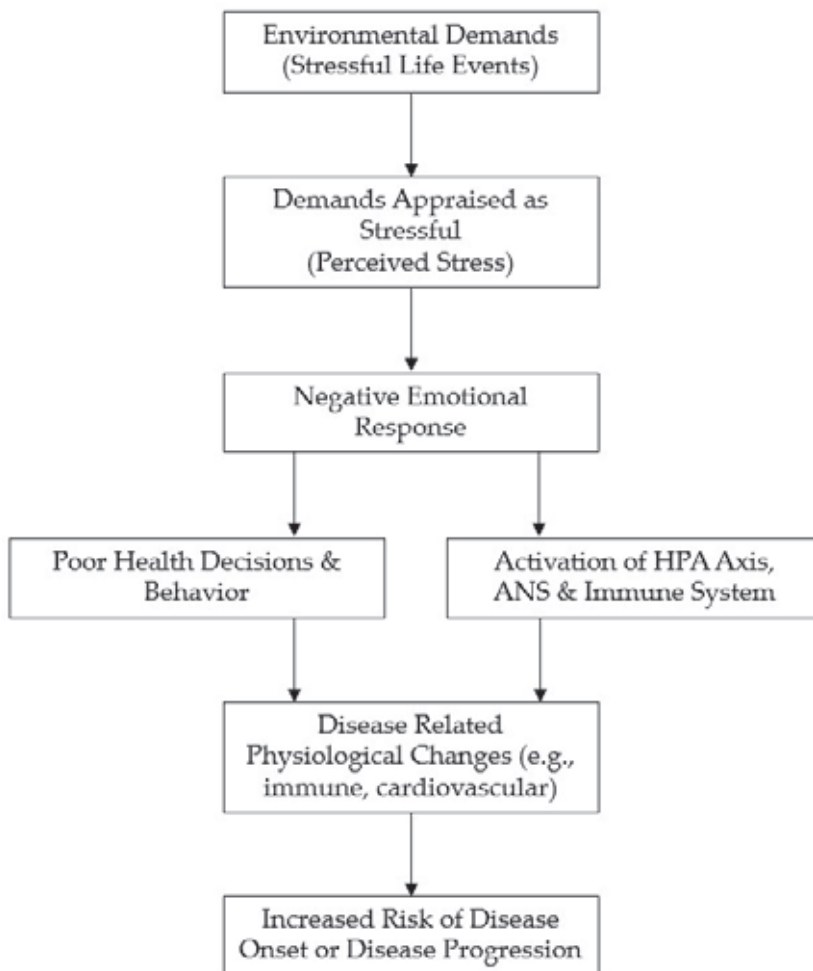 Environmental Demands
(Stressful Life Events)
Demands Appraised as
Stressful
(Perceived Stress)
Negative Emotional
Response
Poor Health Decisions &
Behavior
Activation of HPA Axis,
ANS & Immune System
Disease Related
Physiological Changes (e.g.,
immune, cardiovascular)
Increased Risk of Disease
Onset or Disease Progression